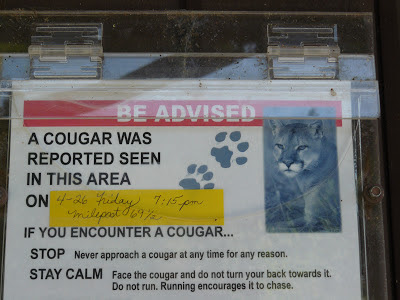 BE ADVISED
A COUGAR WAS
REPORTED SEEN
IN THIS AREA
ON 4-26 Friday 7:15 pm
milepost 69½
IF YOU ENCOUNTER A COUGAR...
STOP Never approach a cougar at any time for any reason.
STAY CALM Face the cougar and do not turn your back towards it.
Do not run. Running encourages it to chase.